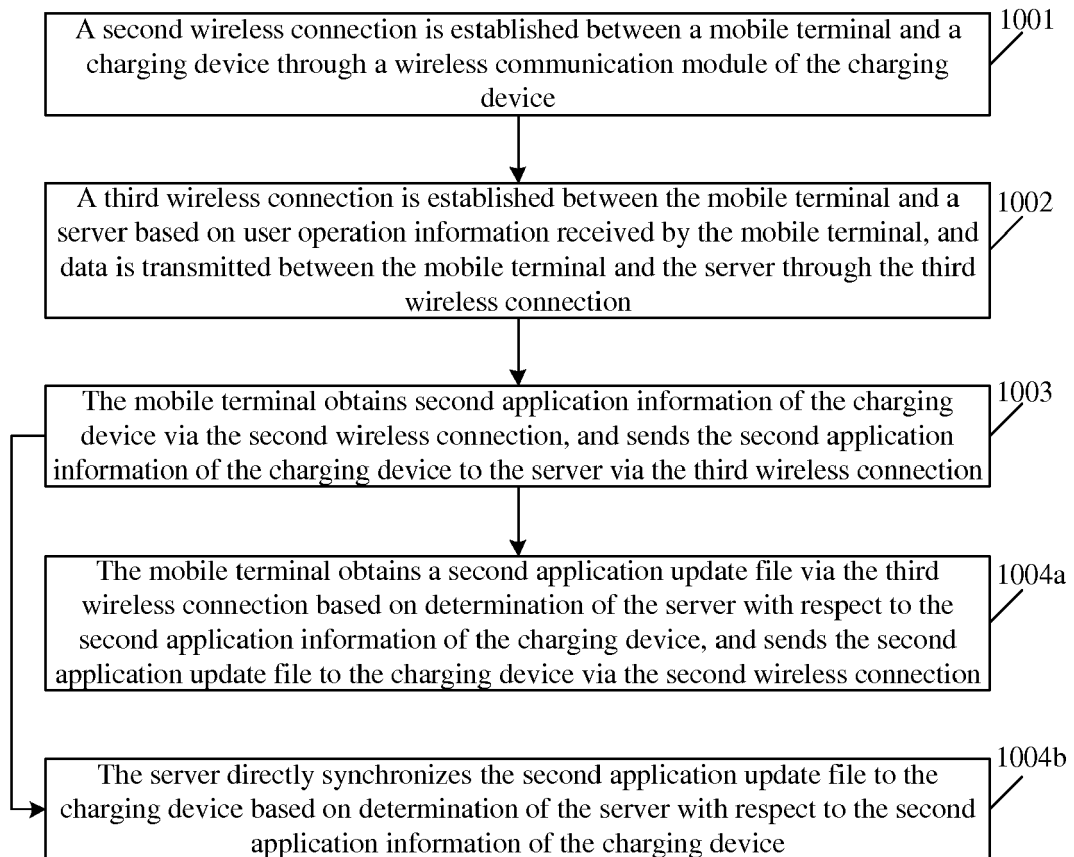 A second wireless connection is established between a mobile terminal and a
charging device through a wireless communication module of the charging
device
1001
A third wireless connection is established between the mobile terminal and a
server based on user operation information received by the mobile terminal, and
data is transmitted between the mobile terminal and the server through the third
wireless connection
1002
The mobile terminal obtains second application information of the charging
device via the second wireless connection, and sends the second application
information of the charging device to the server via the third wireless connection
1003
The mobile terminal obtains a second application update file via the third
wireless connection based on determination of the server with respect to the
second application information of the charging device, and sends the second
application update file to the charging device via the second wireless connection
1004a
The server directly synchronizes the second application update file to the
charging device based on determination of the server with respect to the second
application information of the charging device
1004b